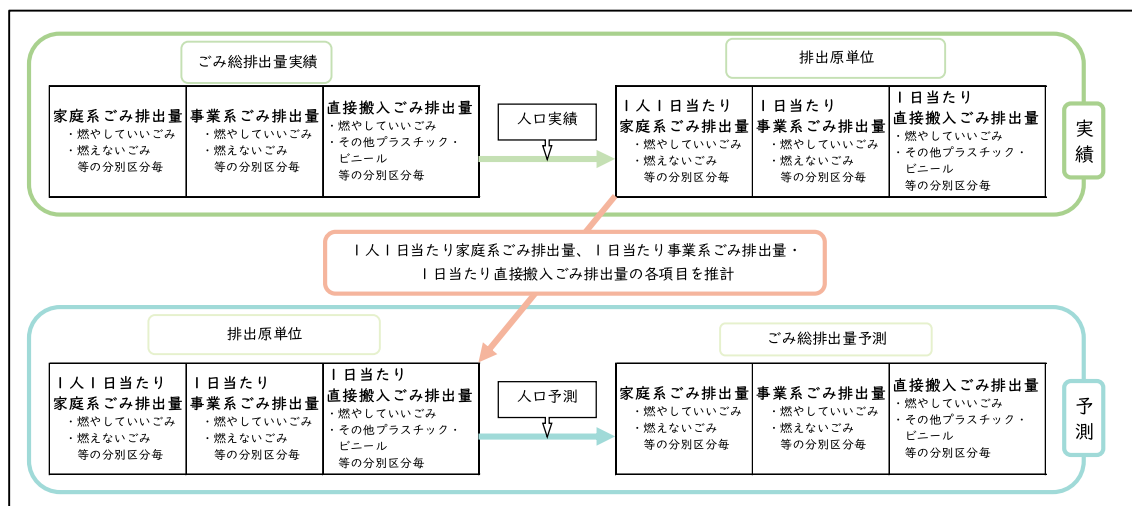 ごみ総排出量実績
家庭系ごみ排出量
・燃やしていいごみ
・燃えないごみ
等の分別区分毎
事業系ごみ排出量
・燃やしていいごみ
・燃えないごみ
等の分別区分毎
直接搬入ごみ排出量
・燃やしていいごみ
・その他プラスチック・
ビニール
等の分別区分毎
人口実績
排出原単位
1人1日当たり
家庭系ごみ排出量
・燃やしていいごみ
・燃えないごみ
等の分別区分毎
1日当たり
事業系ごみ排出量
・燃やしていいごみ
・燃えないごみ
等の分別区分毎
1日当たり
直接搬入ごみ排出量
・燃やしていいごみ
・その他プラスチック・
ビニール
等の分別区分毎
実績
1人1日当たり家庭系ごみ排出量、1日当たり事業系ごみ排出量・
1日当たり直接搬入ごみ排出量の各項目を推計
排出原単位
1人1日当たり
家庭系ごみ排出量
・燃やしていいごみ
・燃えないごみ
等の分別区分毎
1日当たり
事業系ごみ排出量
・燃やしていいごみ
・燃えないごみ
等の分別区分毎
1日当たり
直接搬入ごみ排出量
・燃やしていいごみ
・その他プラスチック・
ビニール
等の分別区分毎
人口予測
ごみ総排出量予測
家庭系ごみ排出量
・燃やしていいごみ
・燃えないごみ
等の分別区分毎
事業系ごみ排出量
・燃やしていいごみ
・燃えないごみ
等の分別区分毎
直接搬入ごみ排出量
・燃やしていいごみ
・その他プラスチック・
ビニール
等の分別区分毎
予測